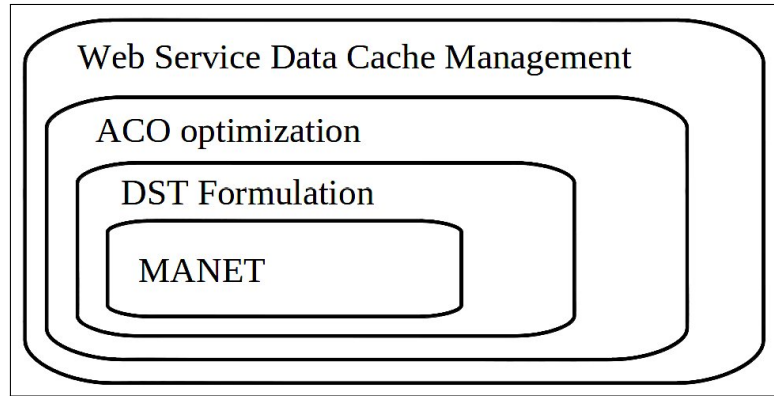 Web Service Data Cache Management
ACO optimization
DST Formulation
MANET